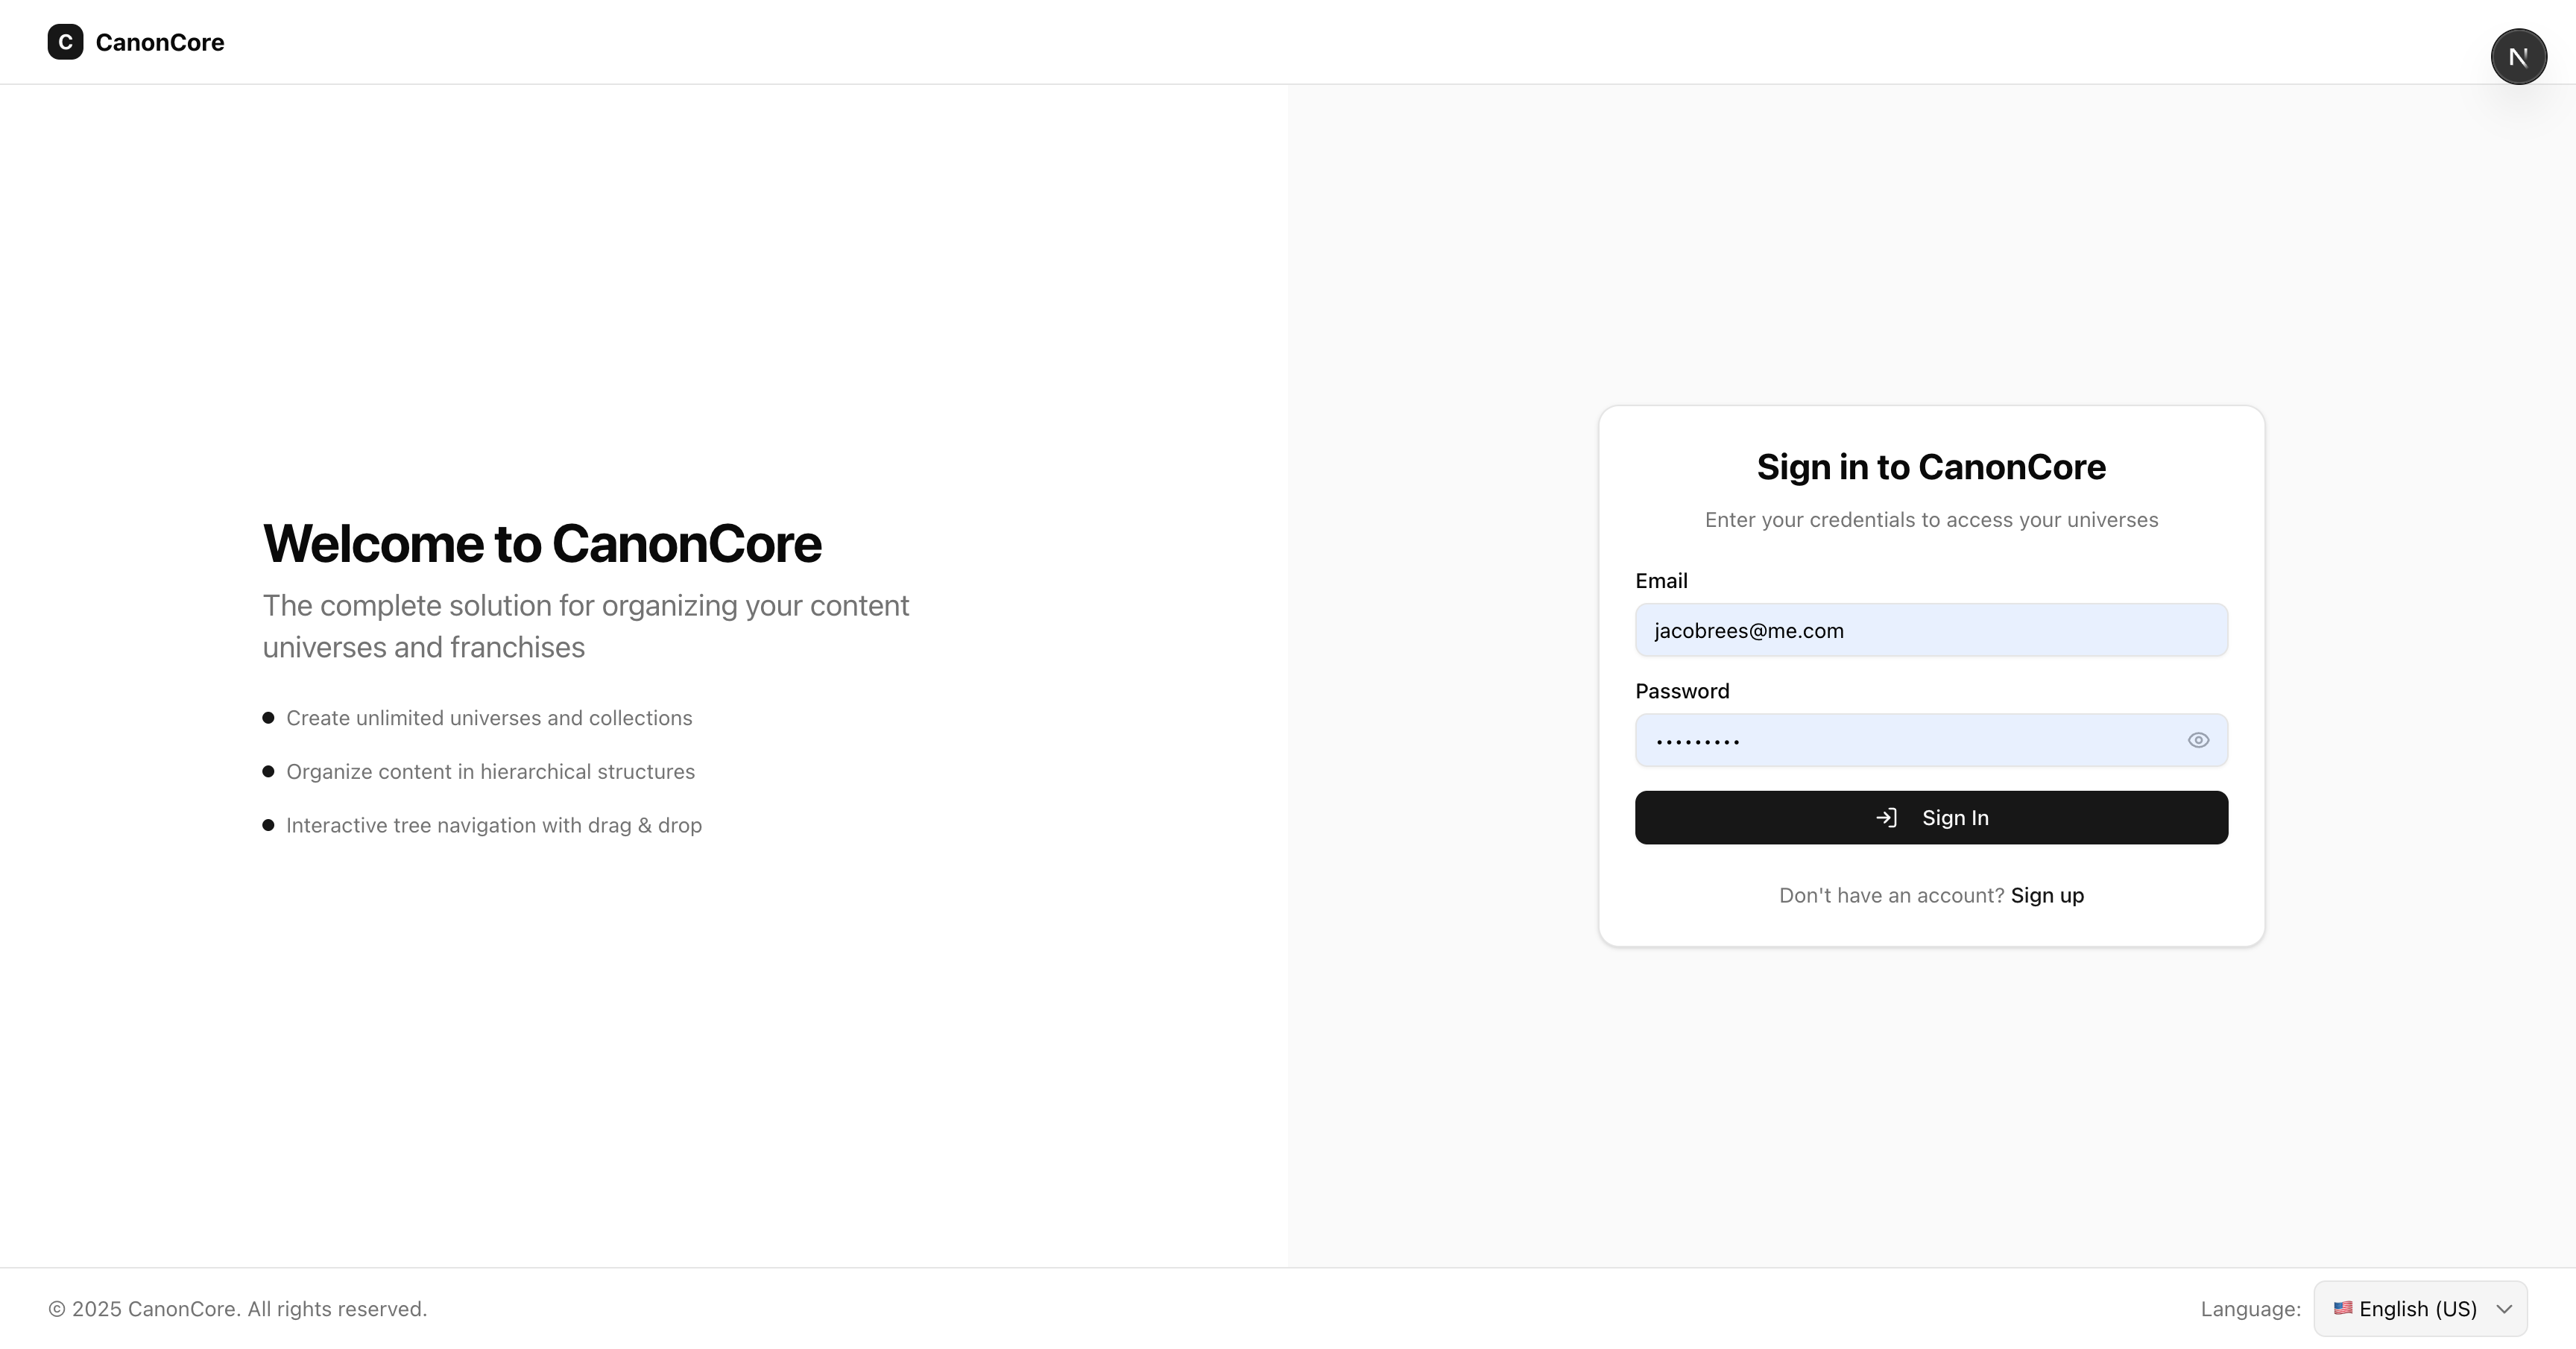 C CanonCore
N
Welcome to CanonCore
The complete solution for organizing your content
universes and franchises
Create unlimited universes and collections
Organize content in hierarchical structures
Interactive tree navigation with drag & drop
Sign in to CanonCore
Enter your credentials to access your universes
Email
jacobrees@me.com
Password
•••••••••
Sign In
Don't have an account? Sign up
© 2025 CanonCore. All rights reserved.
Language: 🇺🇸 English (US)